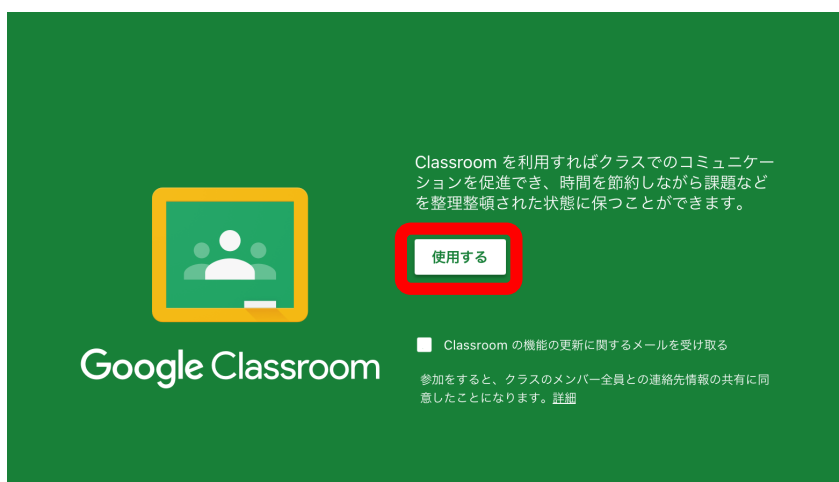 Classroom を利用すればクラスでのコミュニケー
ションを促進でき、時間を節約しながら課題など
を整理整頓された状態に保つことができます。
使用する
Google Classroom
Classroom の機能の更新に関するメールを受け取る
参加をすると、クラスのメンバー全員との連絡先情報の共有に同
意したことになります。詳細